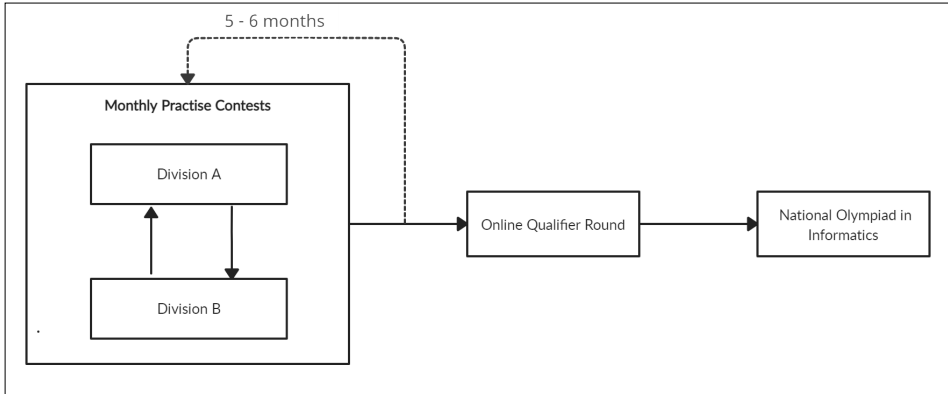 5 - 6 months
Monthly Practise Contests
Division A
Division B
Online Qualifier Round
National Olympiad in
Informatics